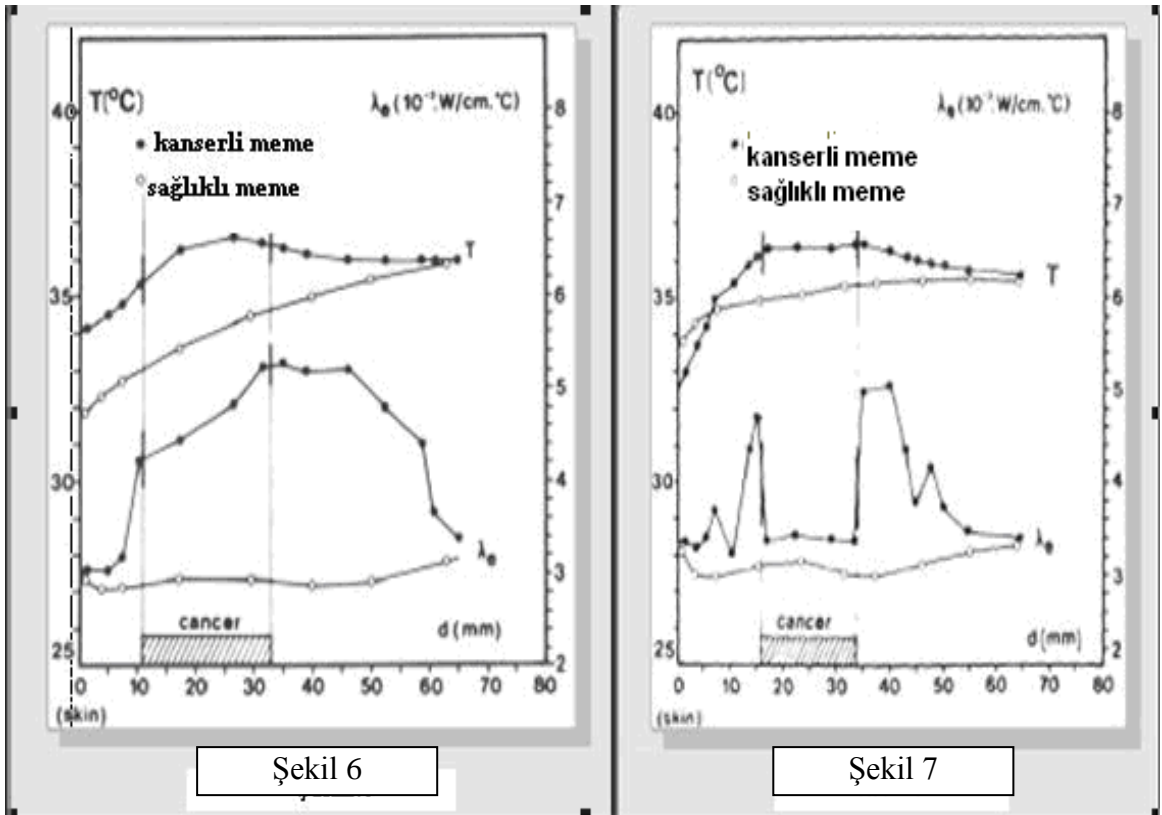 T(°C)
λe (10⁻³.W/cm.°C)
kanserli meme
sağlıklı meme
40
35
30
25
8
7
6
5
4
3
2
T
λe
cancer
d (mm)
0 10 20 30 40 50 60 70 80
(skin)
Şekil 6
T(°C)
λe (10⁻³.W/cm.°C)
kanserli meme
sağlıklı meme
40
35
30
25
8
7
6
5
4
3
2
T
λe
cancer
d (mm)
0 10 20 30 40 50 60 70 80
(skin)
Şekil 7